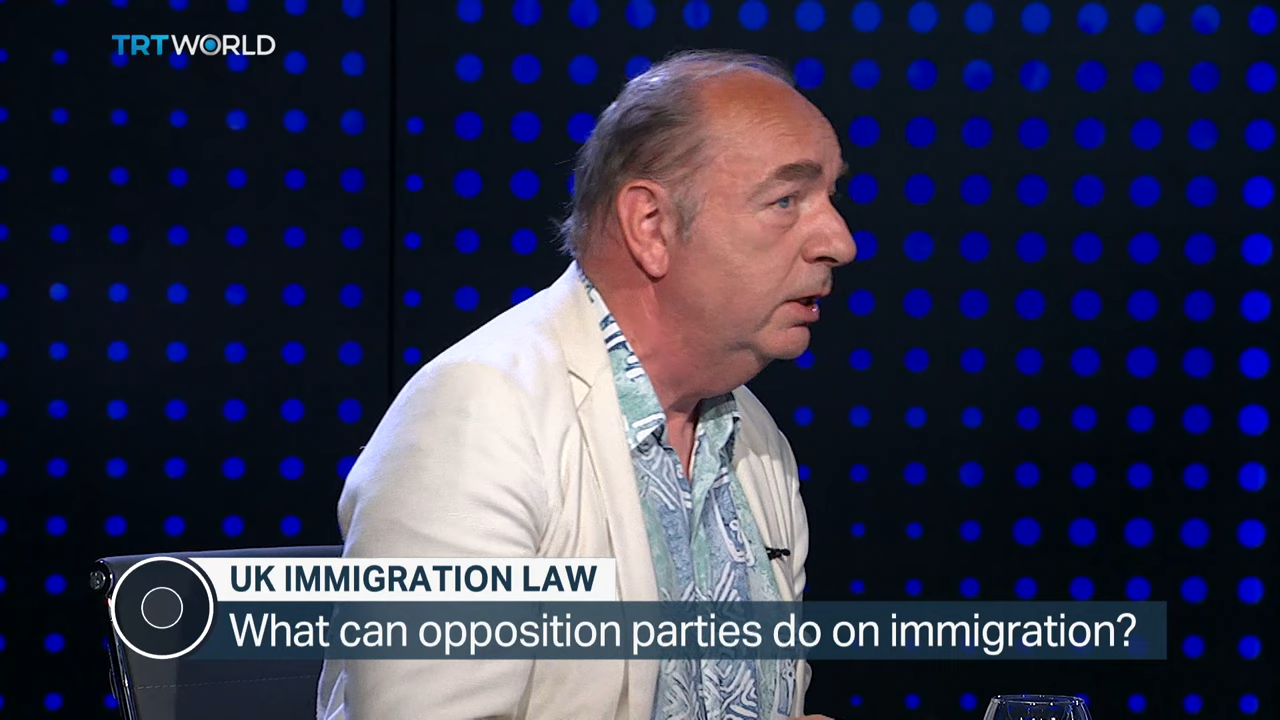 TRTWORLD
UK IMMIGRATION LAW
What can opposition parties do on immigration?